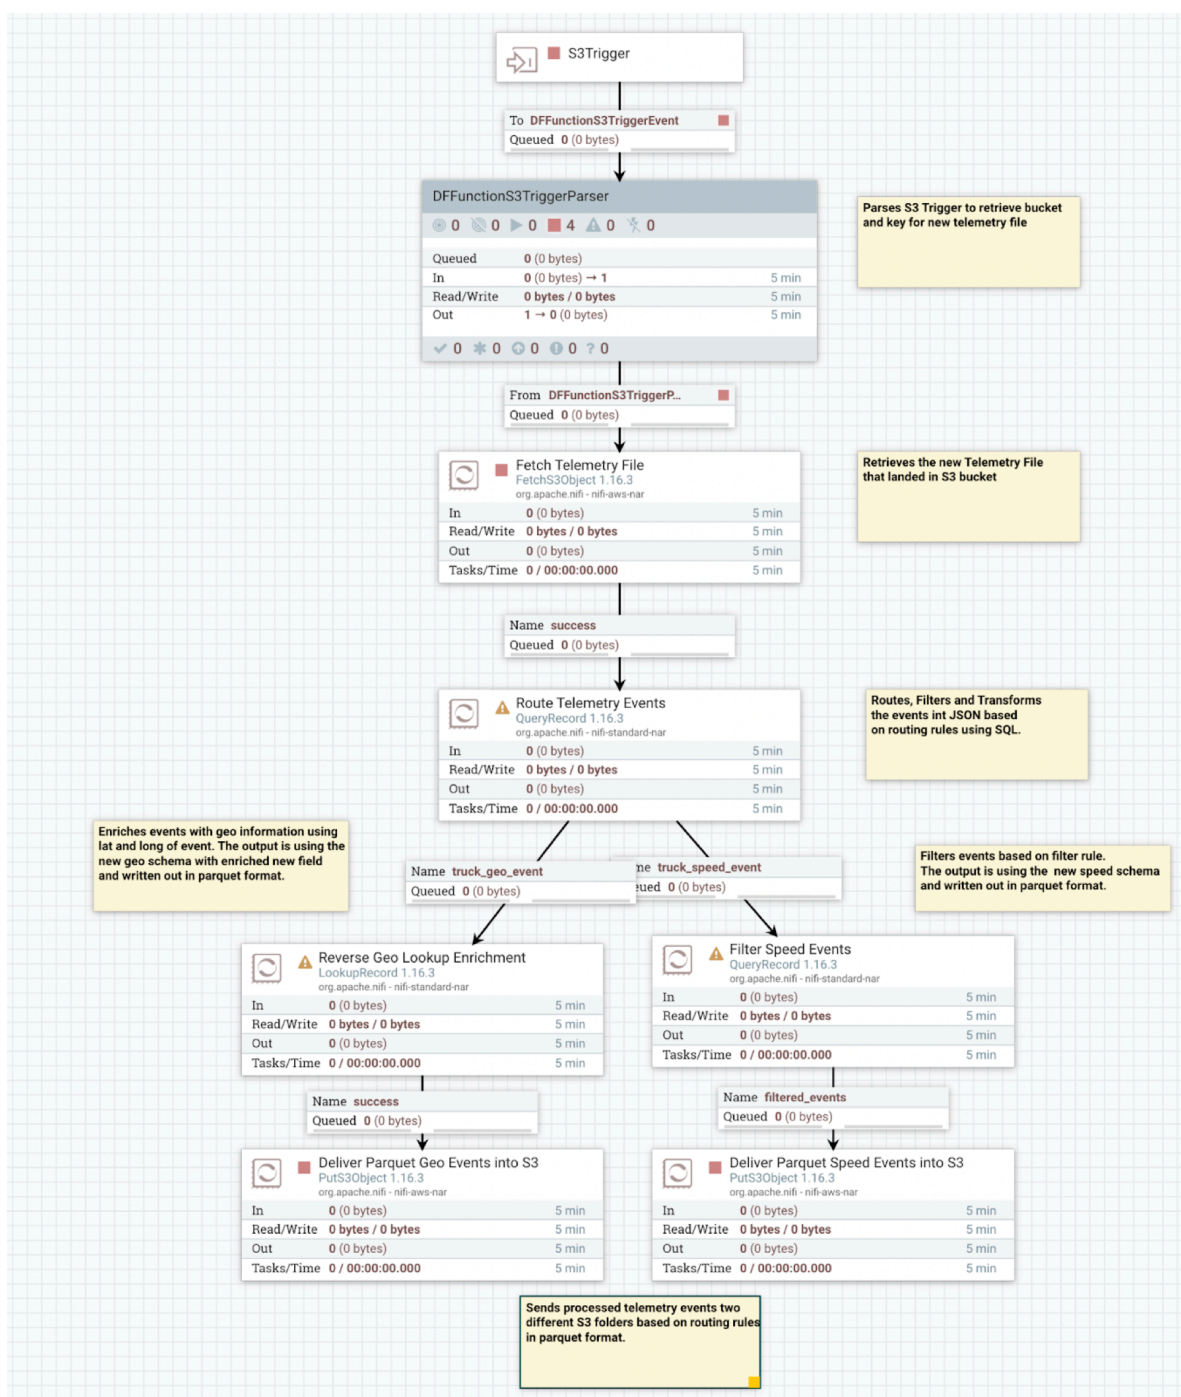 S3Trigger
To DFFunctionS3TriggerEvent
Queued 0 (0 bytes)
DFFunctionS3TriggerParser
0 0 0 4 0 0
Queued 0 (0 bytes)
In 0 (0 bytes) → 1 5 min
Read/Write 0 bytes / 0 bytes 5 min
Out 1 → 0 (0 bytes) 5 min
0 0 0 0 ? 0
Parses S3 Trigger to retrieve bucket
and key for new telemetry file
From DFFunctionS3TriggerP...
Queued 0 (0 bytes)
Fetch Telemetry File
FetchS3Object 1.16.3
org.apache.nifi - nifi-aws-nar
In 0 (0 bytes) 5 min
Read/Write 0 bytes / 0 bytes 5 min
Out 0 (0 bytes) 5 min
Tasks/Time 0 / 00:00:00.000 5 min
Retrieves the new Telemetry File
that landed in S3 bucket
Name success
Queued 0 (0 bytes)
Route Telemetry Events
QueryRecord 1.16.3
org.apache.nifi - nifi-standard-nar
In 0 (0 bytes) 5 min
Read/Write 0 bytes / 0 bytes 5 min
Out 0 (0 bytes) 5 min
Tasks/Time 0 / 00:00:00.000 5 min
Routes, Filters and Transforms
the events int JSON based
on routing rules using SQL.
Enriches events with geo information using
lat and long of event. The output is using the
new geo schema with enriched new field
and written out in parquet format.
Name truck_geo_event
Queued 0 (0 bytes)
me truck_speed_event
eued 0 (0 bytes)
Filters events based on filter rule.
The output is using the new speed schema
and written out in parquet format.
Reverse Geo Lookup Enrichment
LookupRecord 1.16.3
org.apache.nifi - nifi-standard-nar
In 0 (0 bytes) 5 min
Read/Write 0 bytes / 0 bytes 5 min
Out 0 (0 bytes) 5 min
Tasks/Time 0 / 00:00:00.000 5 min
Filter Speed Events
QueryRecord 1.16.3
org.apache.nifi - nifi-standard-nar
In 0 (0 bytes) 5 min
Read/Write 0 bytes / 0 bytes 5 min
Out 0 (0 bytes) 5 min
Tasks/Time 0 / 00:00:00.000 5 min
Name success
Queued 0 (0 bytes)
Name filtered_events
Queued 0 (0 bytes)
Deliver Parquet Geo Events into S3
PutS3Object 1.16.3
org.apache.nifi - nifi-aws-nar
In 0 (0 bytes) 5 min
Read/Write 0 bytes / 0 bytes 5 min
Out 0 (0 bytes) 5 min
Tasks/Time 0 / 00:00:00.000 5 min
Deliver Parquet Speed Events into S3
PutS3Object 1.16.3
org.apache.nifi - nifi-aws-nar
In 0 (0 bytes) 5 min
Read/Write 0 bytes / 0 bytes 5 min
Out 0 (0 bytes) 5 min
Tasks/Time 0 / 00:00:00.000 5 min
Sends processed telemetry events two
different S3 folders based on routing rules
in parquet format.